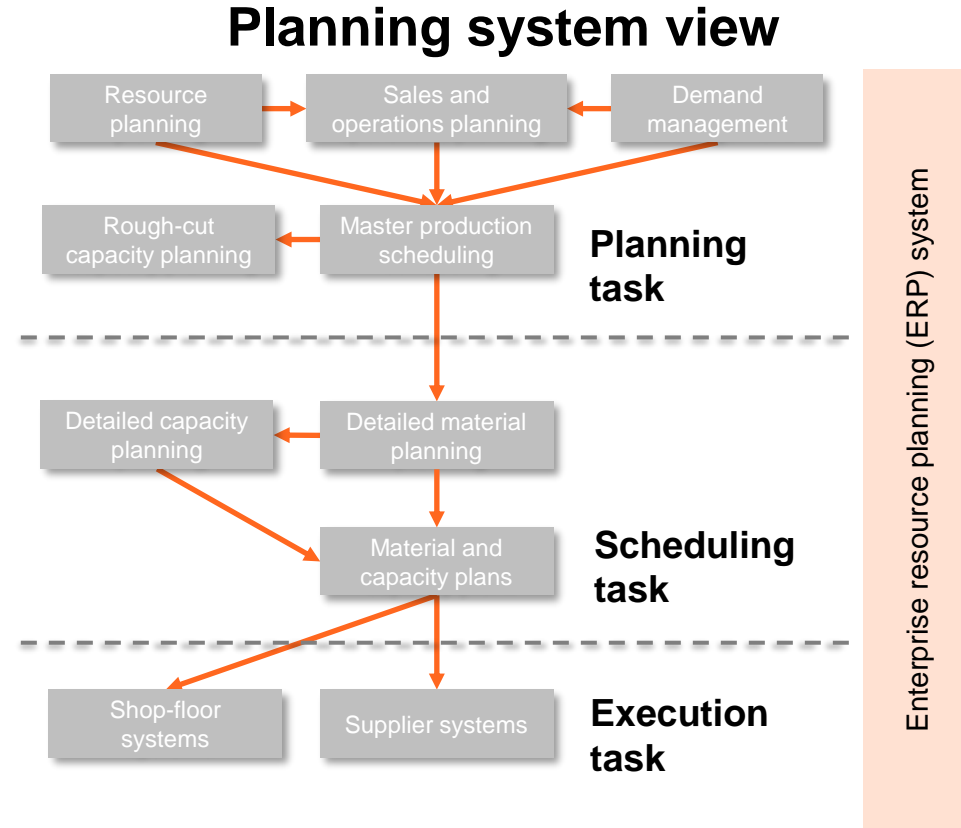 Planning system view
Resource
planning
Sales and
operations planning
Demand
management
Rough-cut
capacity planning
Master production
scheduling
Planning
task
Detailed capacity
planning
Detailed material
planning
Material and
capacity plans
Scheduling
task
Shop-floor
systems
Supplier systems
Execution
task
Enterprise resource planning (ERP) system